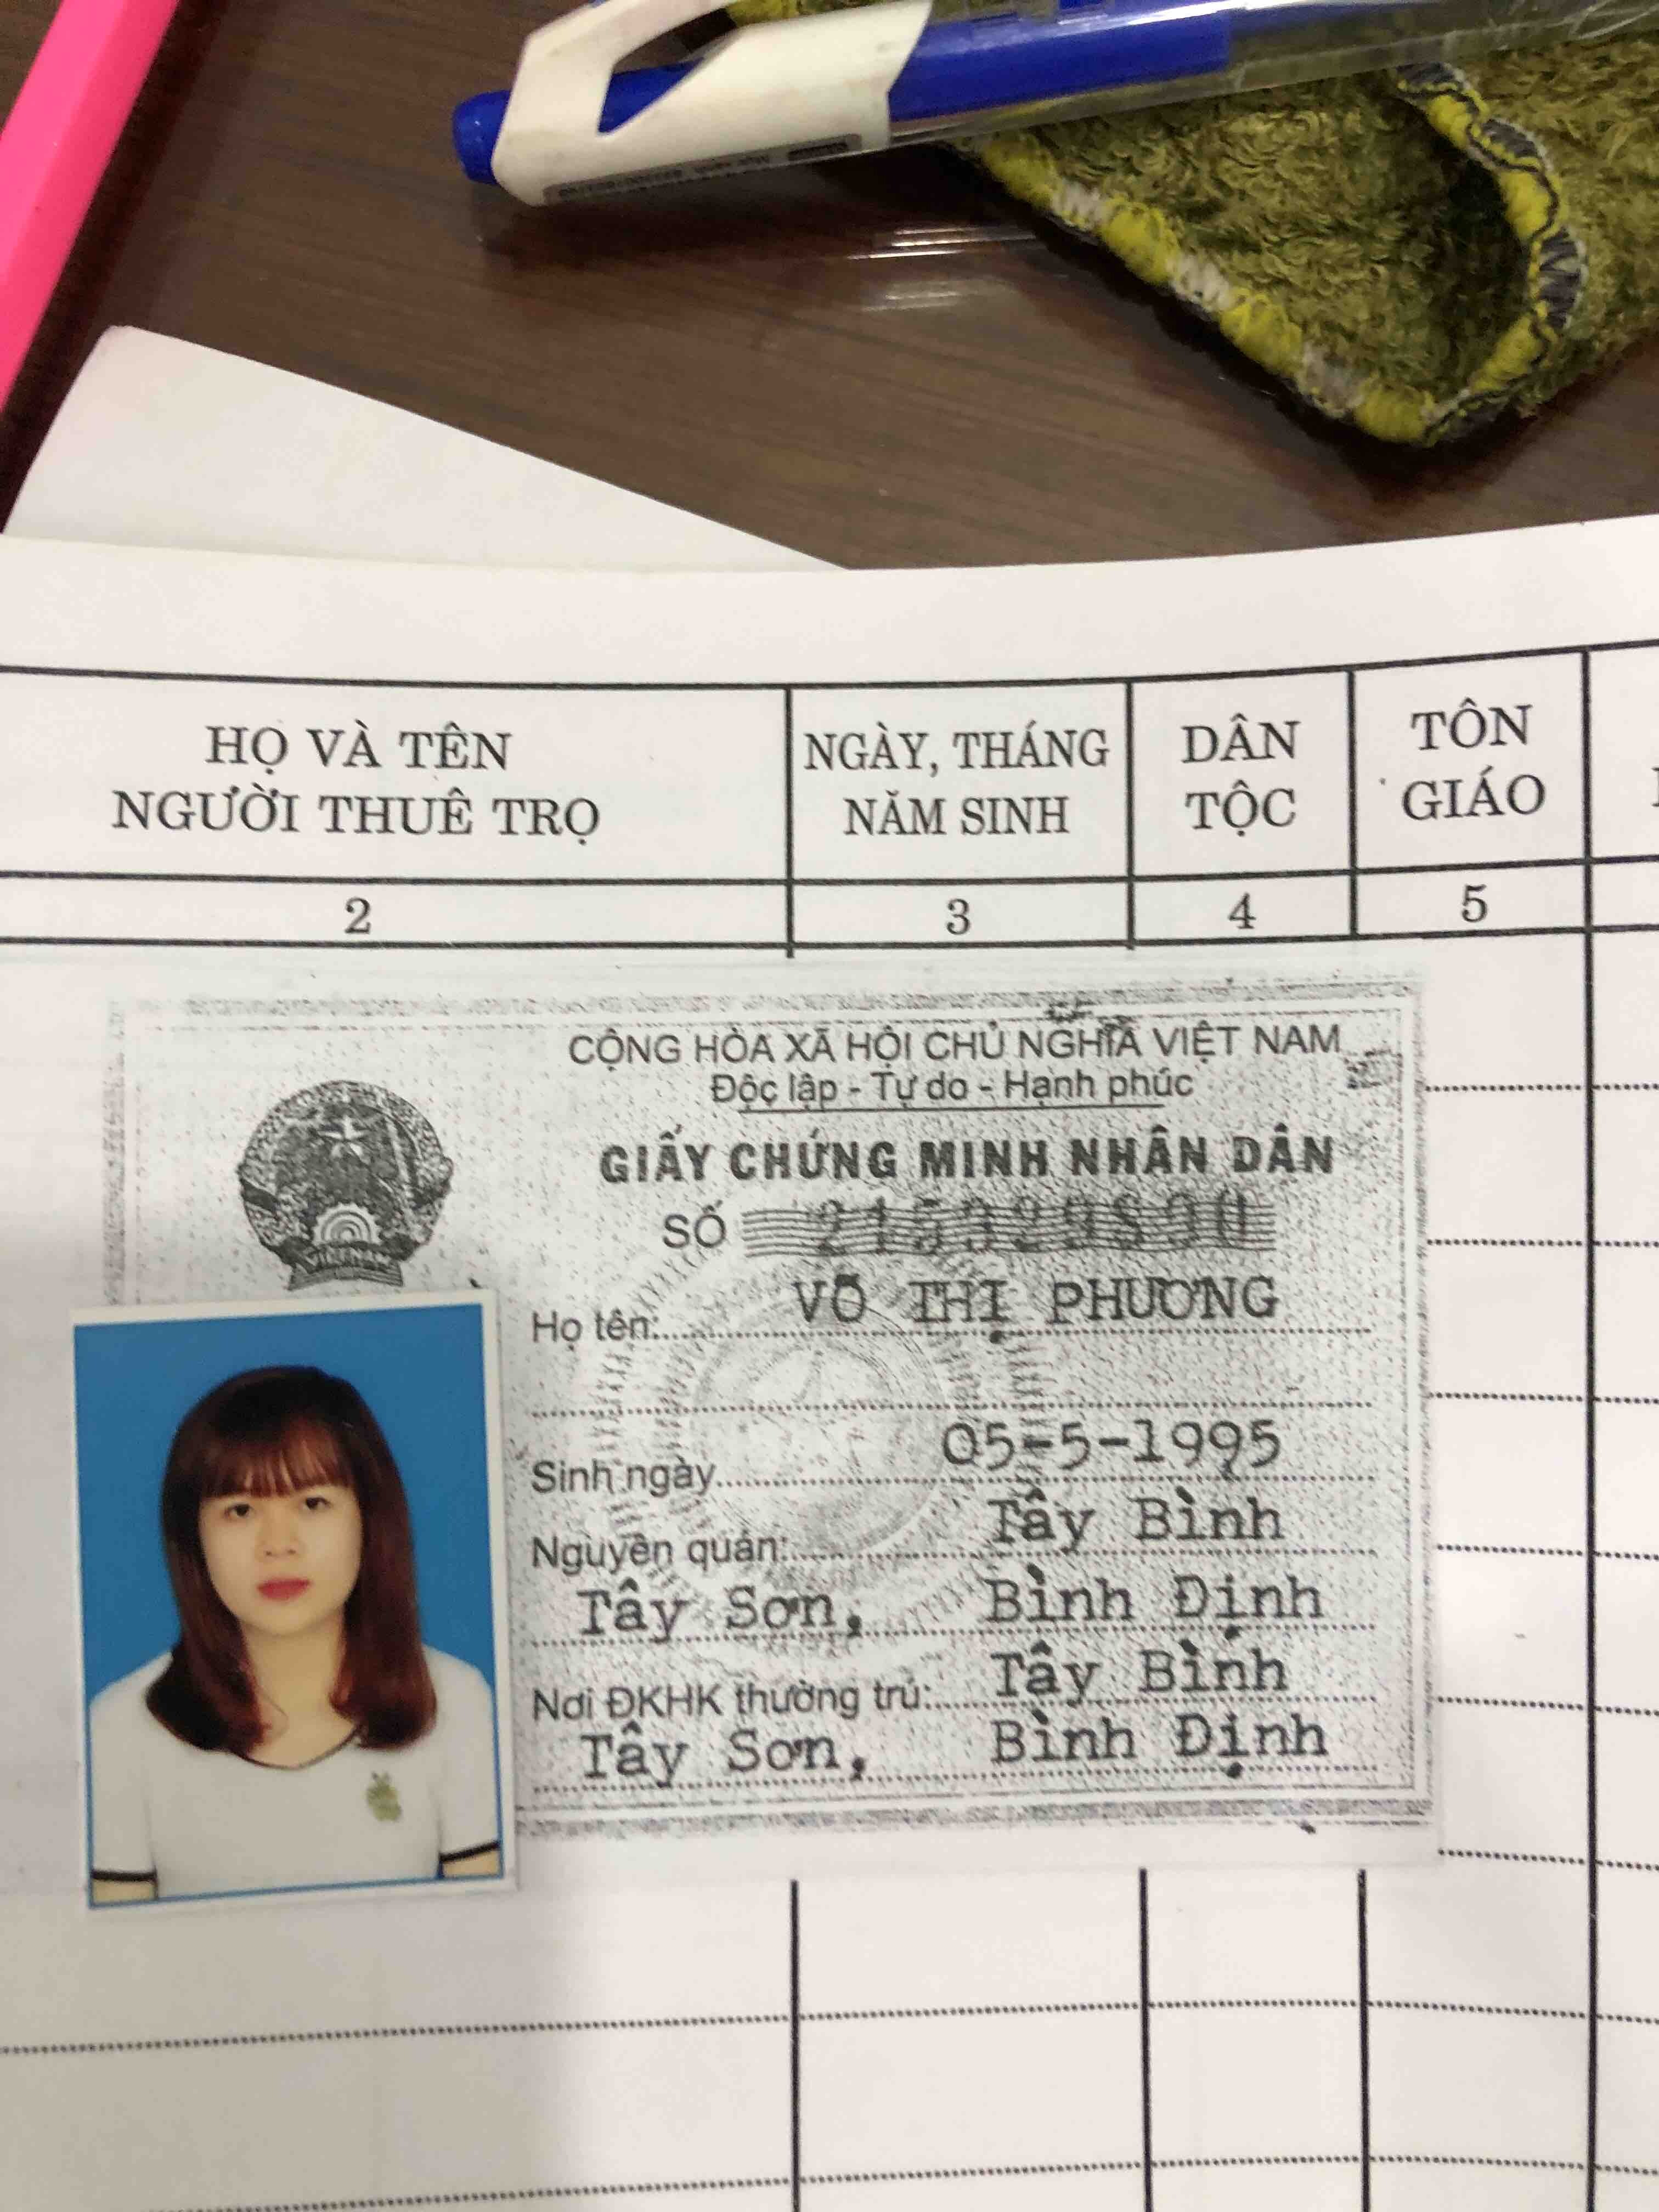 HỌ VÀ TÊN
NGƯỜI THUÊ TRỌ
NGÀY, THÁNG
NĂM SINH
DÂN
TỘC
TÔN
GIÁO
2
3
4
5
CỘNG HÒA XÃ HỘI CHỦ NGHĨA VIỆT NAM
Độc lập - Tự do - Hạnh phúc
GIẤY CHỨNG MINH NHÂN DÂN
SỐ
VIỆT NAM
Họ tên: VÕ THỊ PHƯƠNG
Sinh ngày 05-5-1995
Nguyên quán: Tây Bình
Tây Sơn, Bình Định
Nơi ĐKHK thường trú: Tây Bình
Tây Sơn, Bình Định